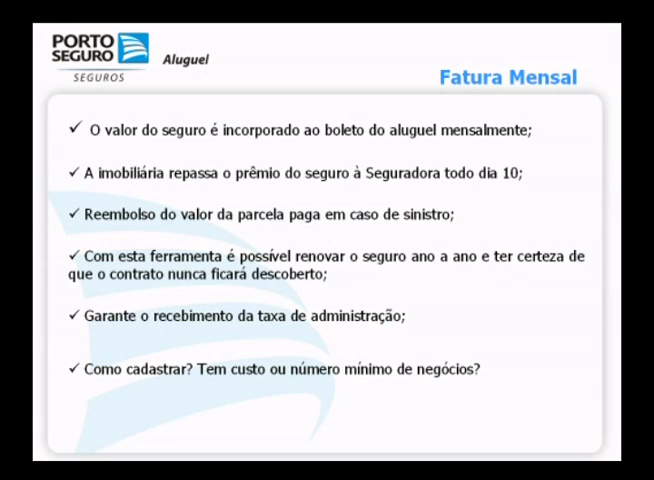 PORTO
SEGURO
SEGUROS
Aluguel
Fatura Mensal
✓ O valor do seguro é incorporado ao boleto do aluguel mensalmente;
✓ A imobiliária repassa o prêmio do seguro à Seguradora todo dia 10;
✓ Reembolso do valor da parcela paga em caso de sinistro;
✓ Com esta ferramenta é possível renovar o seguro ano a ano e ter certeza de
que o contrato nunca ficará descoberto;
✓ Garante o recebimento da taxa de administração;
✓ Como cadastrar? Tem custo ou número mínimo de negócios?